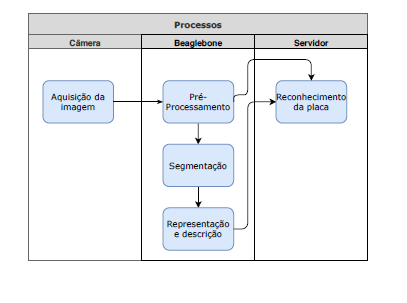 Processos
Câmera
Beaglebone
Servidor
Aquisição da
imagem
Pré-
Processamento
Reconhecimento
da placa
Segmentação
Representação
e descrição